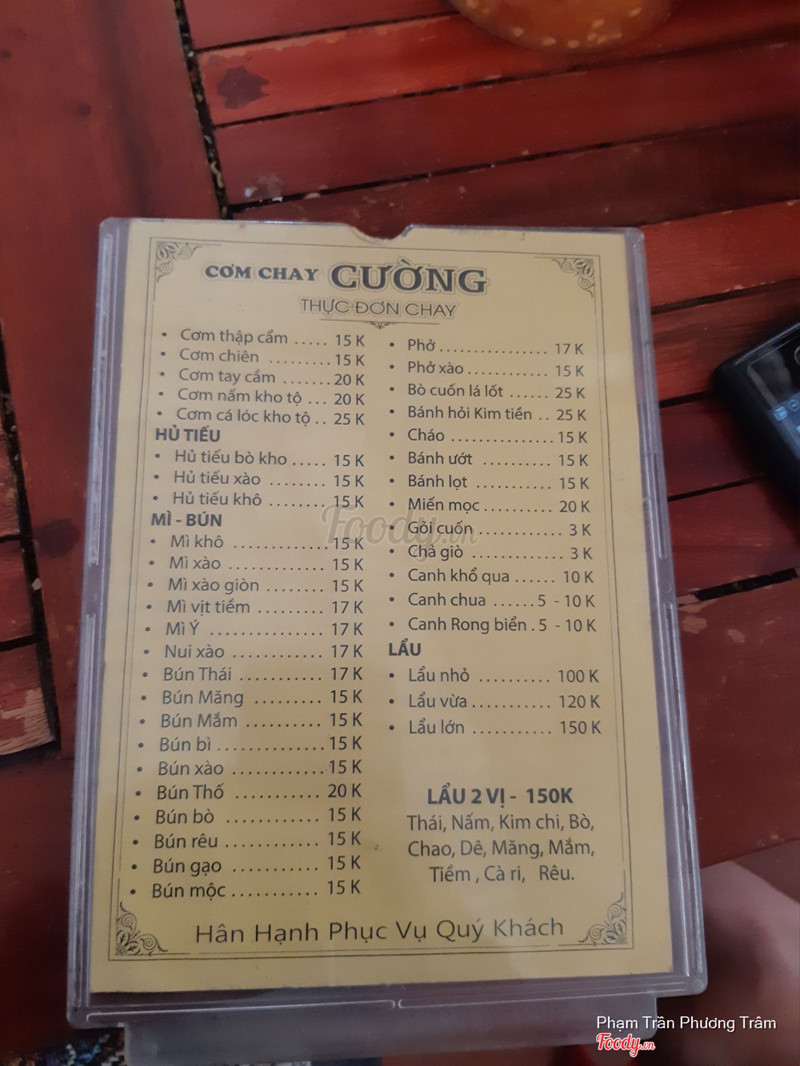 CƠM CHAY CƯỜNG
THỰC ĐƠN CHAY
• Cơm thập cẩm ..... 15 K
• Cơm chiên ......... 15 K
• Cơm tay cầm ....... 20 K
• Cơm nấm kho tộ ... 20 K
• Cơm cá lóc kho tộ .. 25 K
HỦ TIẾU
• Hủ tiếu bò kho ..... 15 K
• Hủ tiếu xào ....... 15 K
• Hủ tiếu khô ....... 15 K
MÌ - BÚN
• Mì khô ............ 15 K
• Mì xào ............. 15 K
• Mì xào giòn ........ 15 K
• Mì vịt tiềm ......... 17 K
• Mì Ý .............. 17 K
• Nui xào ............ 17 K
• Bún Thái ........... 17 K
• Bún Măng ......... 15 K
• Bún Mắm .......... 15 K
• Bún bì ............. 15 K
• Bún xào ............ 15 K
• Bún Thố ........... 20 K
• Bún bò ............ 15 K
• Bún rêu ............ 15 K
• Bún gạo ........... 15 K
• Bún mộc ........... 15 K
• Phở ............... 17 K
• Phở xào ........... 15 K
• Bò cuốn lá lốt ...... 25 K
• Bánh hỏi Kim tiền .. 25 K
• Cháo ............. 15 K
• Bánh ướt ......... 15 K
• Bánh lọt .......... 15 K
• Miến mọc ......... 20 K
• Gỏi cuốn ........... 3 K
• Chả giò ............ 3 K
• Canh khổ qua ...... 10 K
• Canh chua ...... 5 - 10 K
• Canh Rong biển . 5 - 10 K
LẨU
• Lẩu nhỏ .......... 100 K
• Lẩu vừa ........... 120 K
• Lẩu lớn ........... 150 K
LẨU 2 VỊ - 150K
Thái, Nấm, Kim chi, Bò,
Chao, Dê, Măng, Mắm,
Tiềm , Cà ri, Rêu.
Hân Hạnh Phục Vụ Quý Khách
Foody.vn
Phạm Trần Phương Trâm
Foody.vn